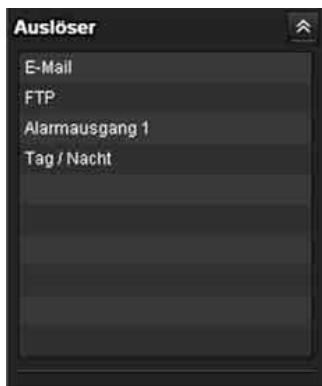 Auslöser
E-Mail
FTP
Alarmausgang 1
Tag / Nacht